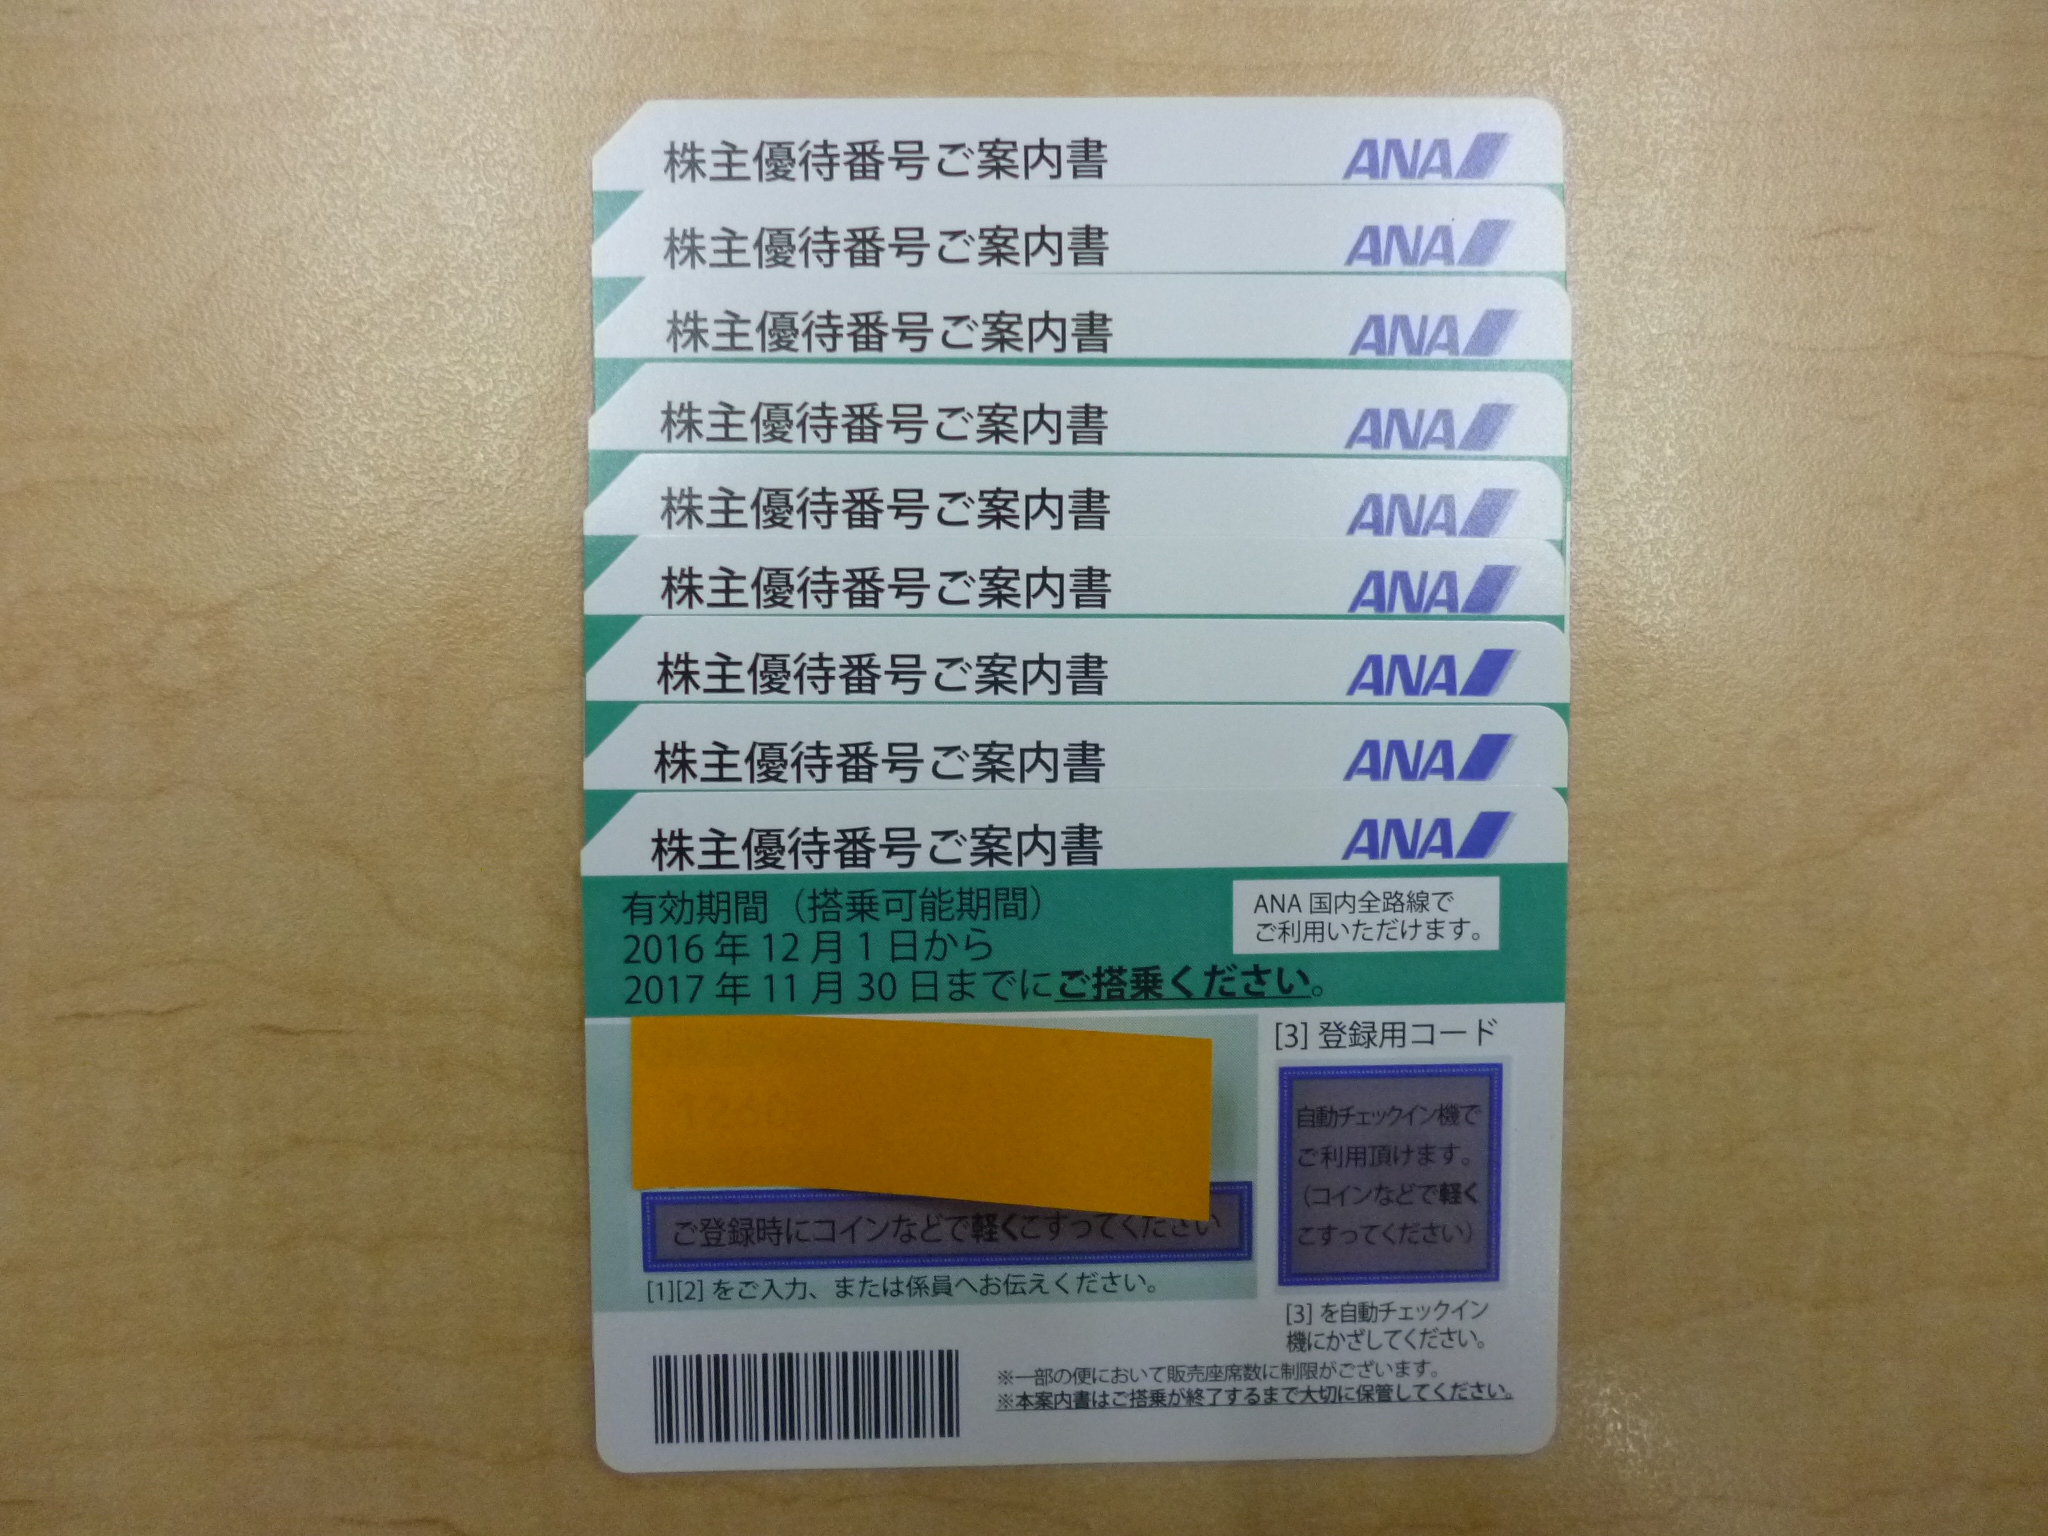 株主優待番号ご案内書 ANA
株主優待番号ご案内書 ANA
株主優待番号ご案内書 ANA
株主優待番号ご案内書 ANA
株主優待番号ご案内書 ANA
株主優待番号ご案内書 ANA
株主優待番号ご案内書 ANA
株主優待番号ご案内書 ANA
株主優待番号ご案内書 ANA
有効期間（搭乗可能期間）
2016 年 12 月 1 日から
2017 年 11 月 30 日までにご搭乗ください。
ANA 国内全路線で
ご利用いただけます。
ご登録時にコインなどで軽くこすってください
[1][2] をご入力、または係員へお伝えください。
[3] 登録用コード
自動チェックイン機で
ご利用頂けます。
（コインなどで軽く
こすってください）
[3] を自動チェックイン
機にかざしてください。
※一部の便において販売座席数に制限がございます。
※本案内書はご搭乗が終了するまで大切に保管してください。